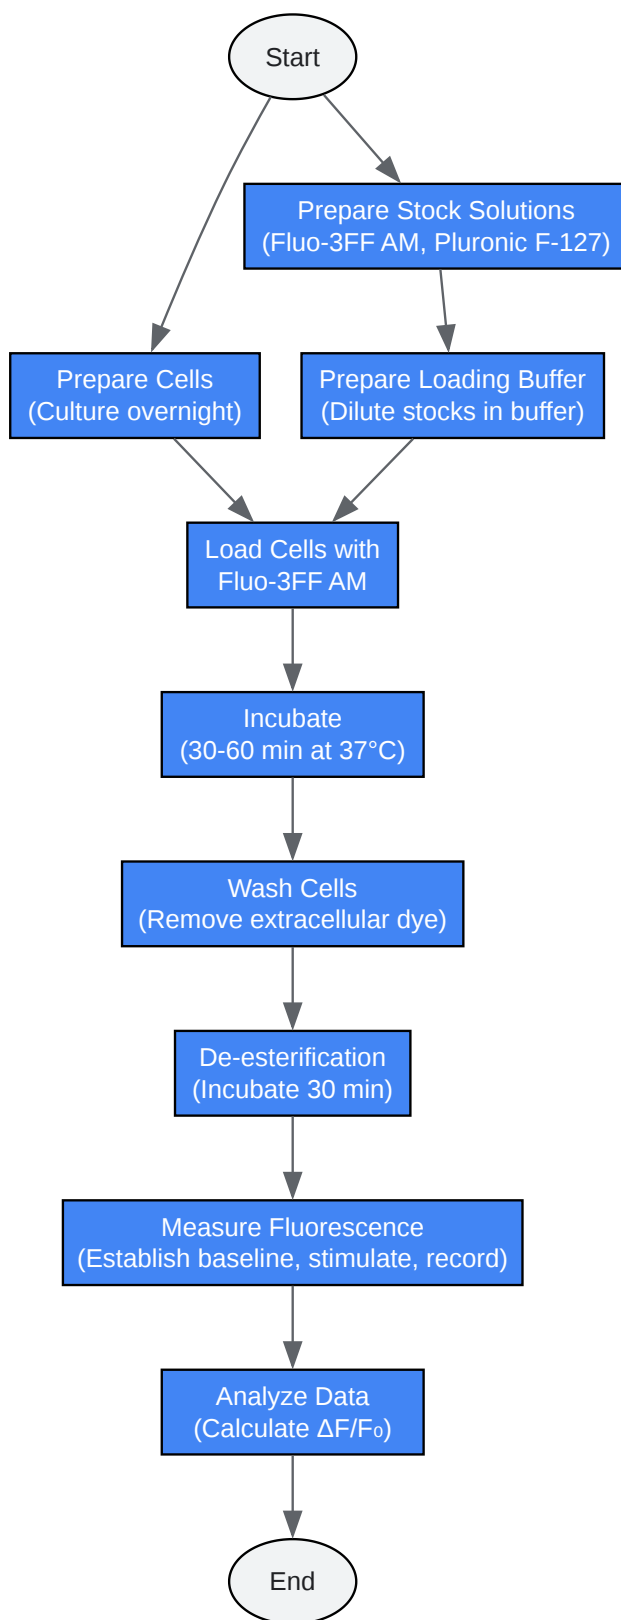 Start
Prepare Stock Solutions
(Fluo-3FF AM, Pluronic F-127)
Prepare Cells
(Culture overnight)
Prepare Loading Buffer
(Dilute stocks in buffer)
Load Cells with
Fluo-3FF AM
Incubate
(30-60 min at 37°C)
Wash Cells
(Remove extracellular dye)
De-esterification
(Incubate 30 min)
Measure Fluorescence
(Establish baseline, stimulate, record)
Analyze Data
(Calculate ΔF/F₀)
End